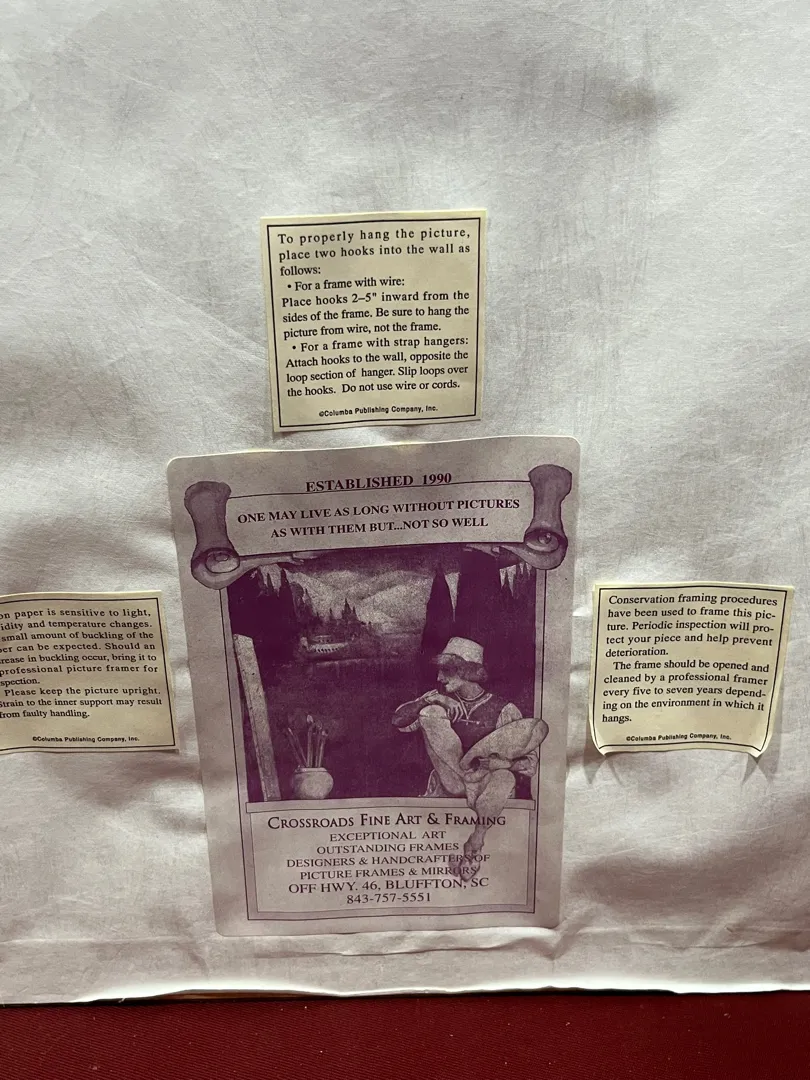 To properly hang the picture,
place two hooks into the wall as
follows:
• For a frame with wire:
Place hooks 2–5" inward from the
sides of the frame. Be sure to hang the
picture from wire, not the frame.
• For a frame with strap hangers:
Attach hooks to the wall, opposite the
loop section of hanger. Slip loops over
the hooks. Do not use wire or cords.
©Columba Publishing Company, Inc.
ESTABLISHED 1990
ONE MAY LIVE AS LONG WITHOUT PICTURES
AS WITH THEM BUT...NOT SO WELL
CROSSROADS FINE ART & FRAMING
EXCEPTIONAL ART
OUTSTANDING FRAMES
DESIGNERS & HANDCRAFTERS OF
PICTURE FRAMES & MIRRORS
OFF HWY. 46, BLUFFTON, SC
843-757-5551
on paper is sensitive to light,
idity and temperature changes.
small amount of buckling of the
er can be expected. Should an
rease in buckling occur, bring it to
professional picture framer for
spection.
Please keep the picture upright.
Strain to the inner support may result
from faulty handling.
©Columba Publishing Company, Inc.
Conservation framing procedures
have been used to frame this pic-
ture. Periodic inspection will pro-
tect your piece and help prevent
deterioration.
The frame should be opened and
cleaned by a professional framer
every five to seven years depend-
ing on the environment in which it
hangs.
©Columba Publishing Company, Inc.